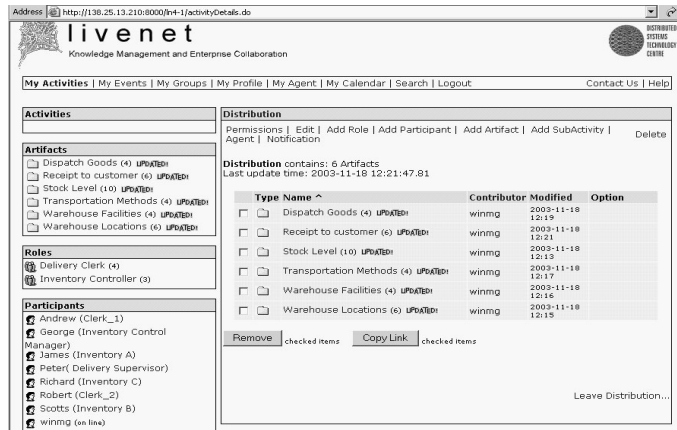 Address http://138.25.13.210:8000/ln4-1/activityDetails.do
livenet
Knowledge Management and Enterprise Collaboration
DISTRIBUTED
SYSTEMS
TECHNOLOGY
CENTRE
My Activities | My Events | My Groups | My Profile | My Agent | My Calendar | Search | Logout
Contact Us | Help
Activities
Artifacts
Dispatch Goods (4) UPDATED!
Receipt to customer (6) UPDATED!
Stock Level (10) UPDATED!
Transportation Methods (4) UPDATED!
Warehouse Facilities (4) UPDATED!
Warehouse Locations (6) UPDATED!
Roles
Delivery Clerk (4)
Inventory Controller (3)
Participants
Andrew (Clerk_1)
George (Inventory Control
Manager)
James (Inventory A)
Peter( Delivery Supervisor)
Richard (Inventory C)
Robert (Clerk_2)
Scotts (Inventory B)
winmg (on line)
Distribution
Permissions | Edit | Add Role | Add Participant | Add Artifact | Add SubActivity |
Agent | Notification
Delete
Distribution contains: 6 Artifacts
Last update time: 2003-11-18 12:21:47.81
Type Name ^ Contributor Modified Option
Dispatch Goods (4) UPDATED! winmg 2003-11-18
12:19
Receipt to customer (6) UPDATED! winmg 2003-11-18
12:21
Stock Level (10) UPDATED! winmg 2003-11-18
12:13
Transportation Methods (4) UPDATED! winmg 2003-11-18
12:17
Warehouse Facilities (4) UPDATED! winmg 2003-11-18
12:16
Warehouse Locations (6) UPDATED! winmg 2003-11-18
12:15
Remove checked items Copy Link checked items
Leave Distribution...